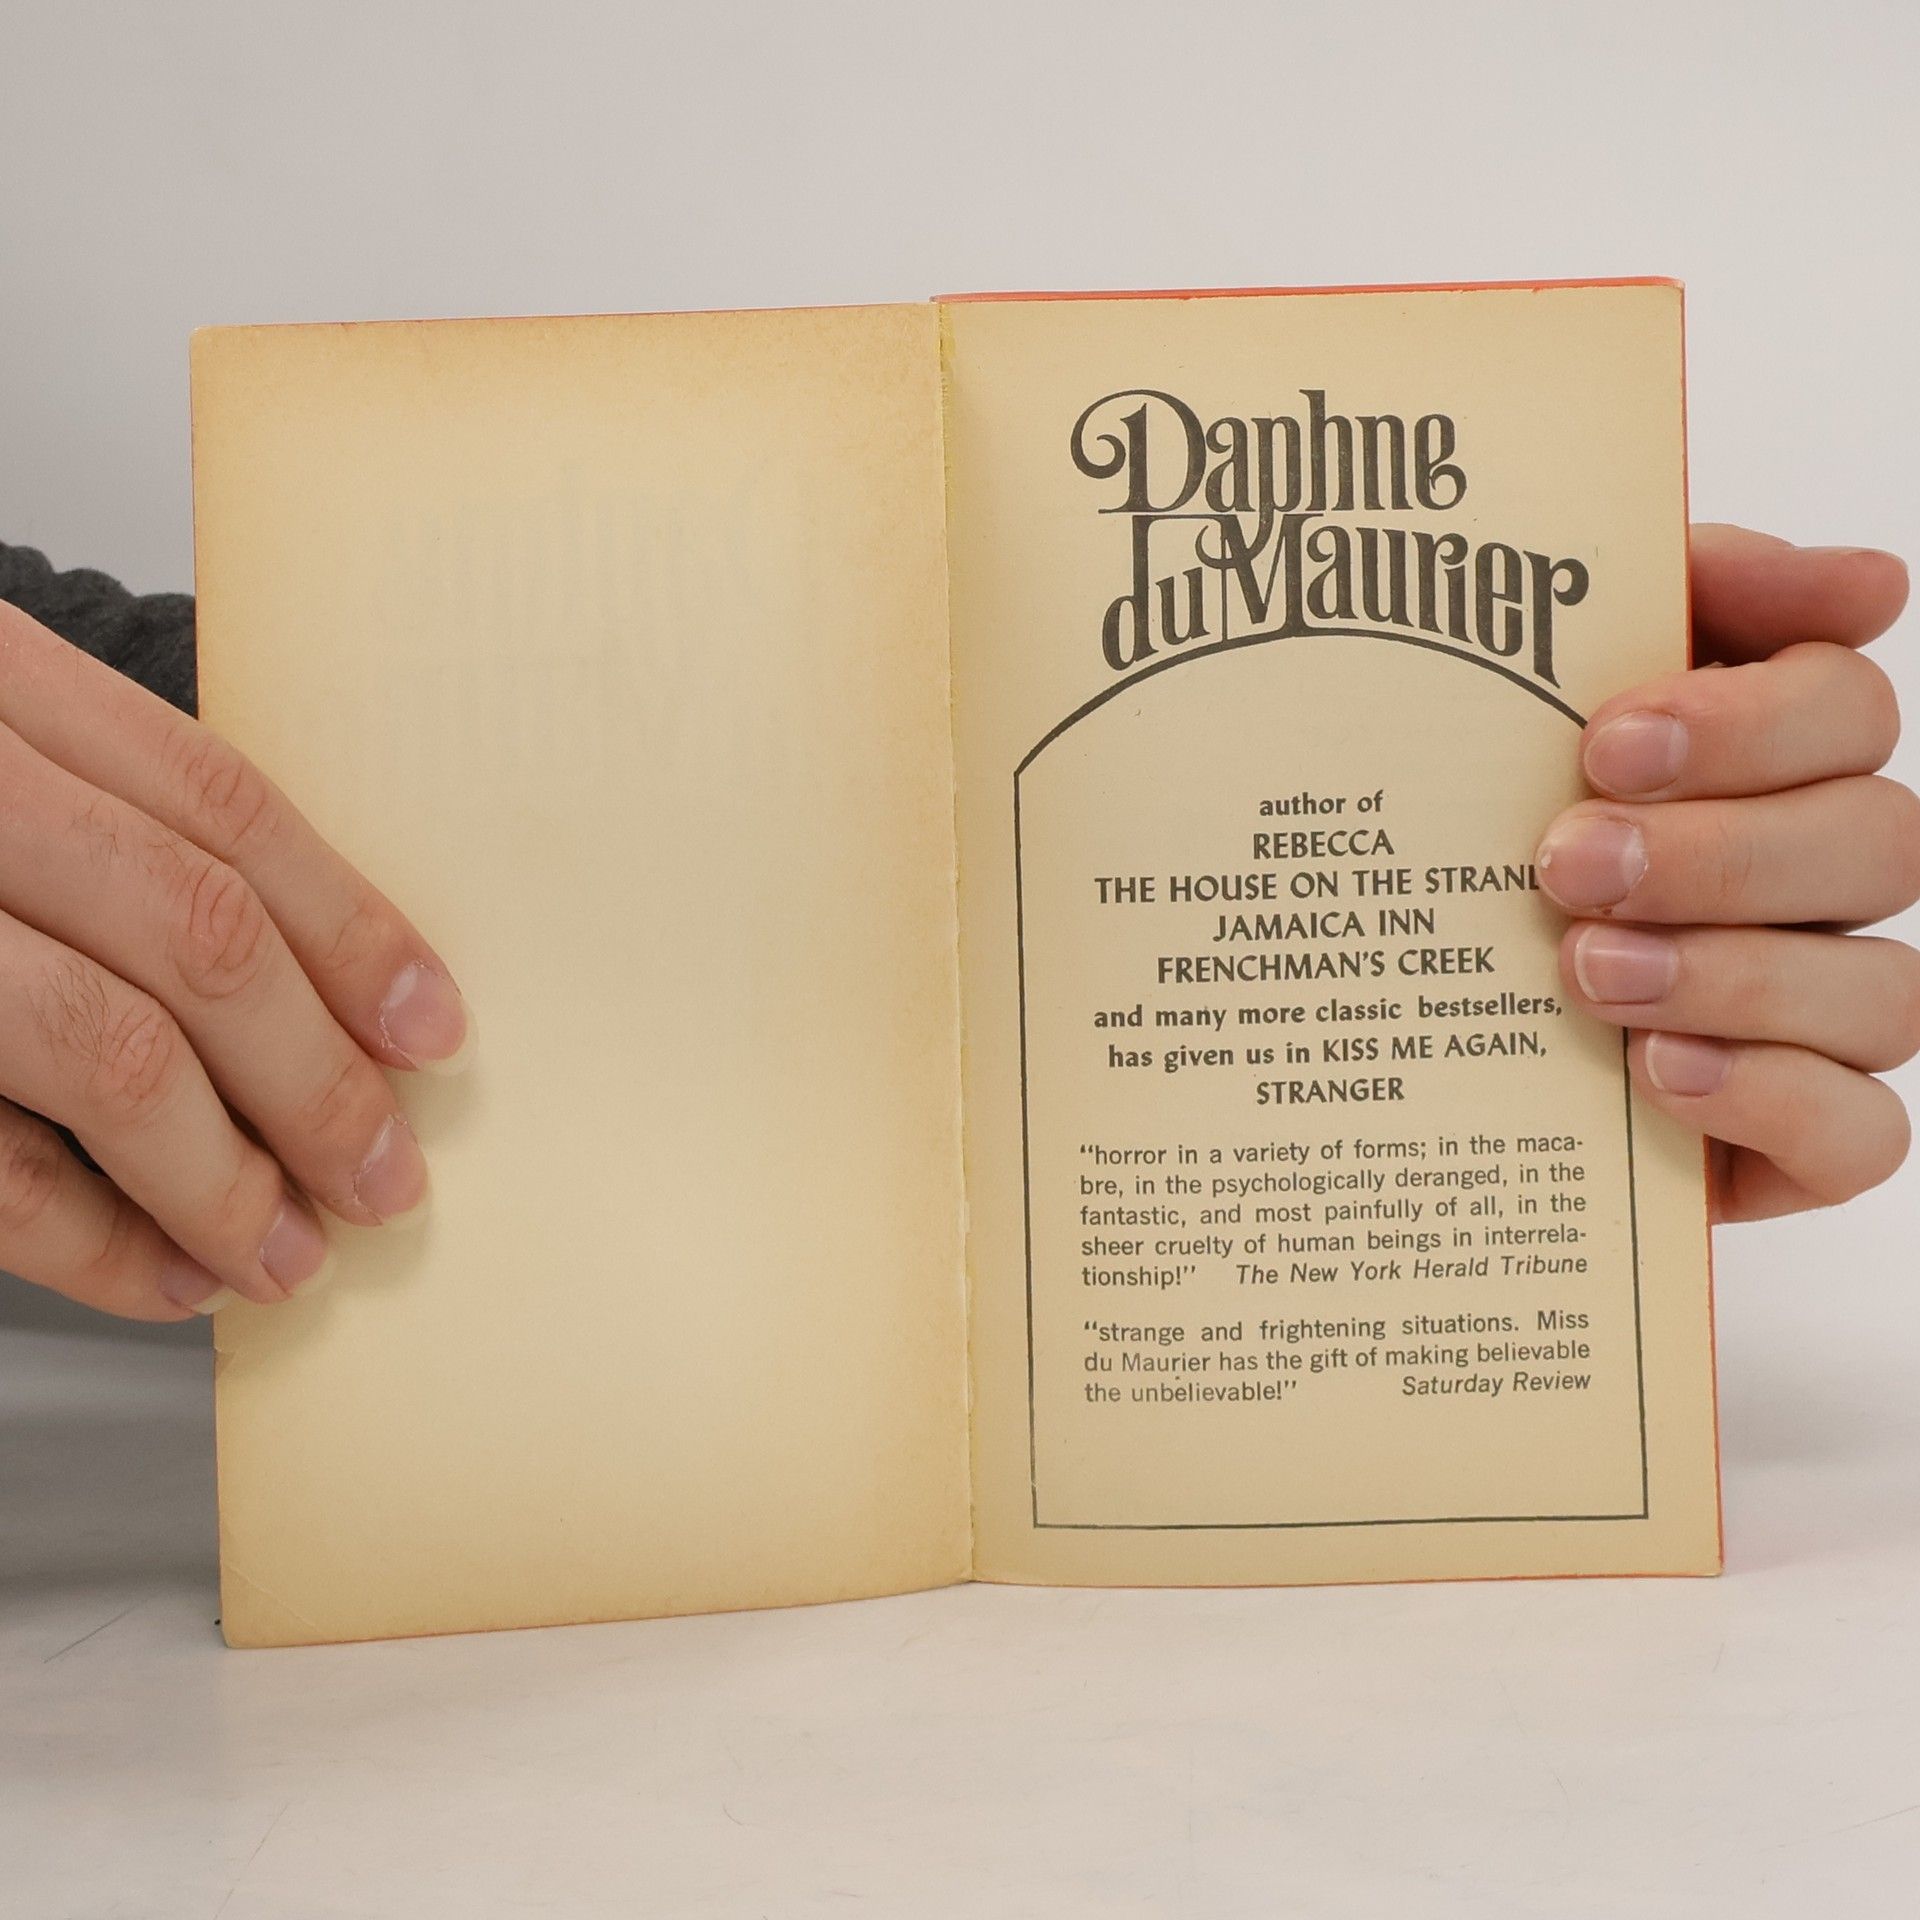 Daphne
du Maurier
author of
REBECCA
THE HOUSE ON THE STRAND
JAMAICA INN
FRENCHMAN'S CREEK
and many more classic bestsellers,
has given us in KISS ME AGAIN,
STRANGER
“horror in a variety of forms; in the maca-
bre, in the psychologically deranged, in the
fantastic, and most painfully of all, in the
sheer cruelty of human beings in interrela-
tionship!” The New York Herald Tribune
“strange and frightening situations. Miss
du Maurier has the gift of making believable
the unbelievable!” Saturday Review